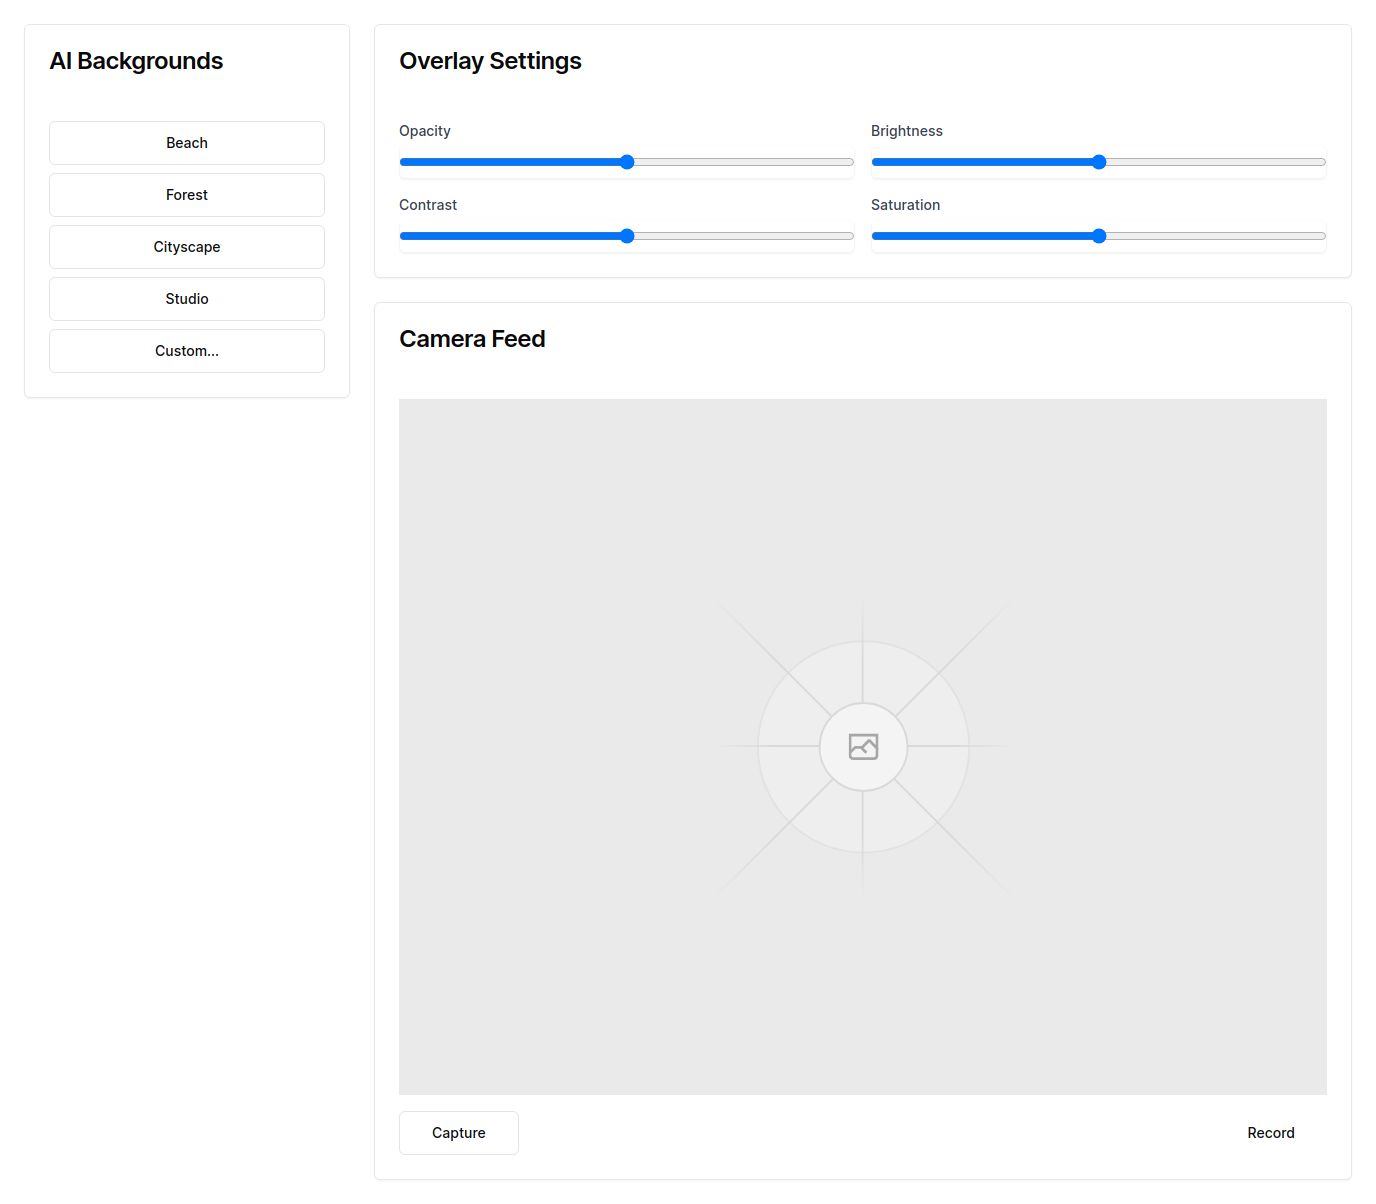 AI Backgrounds
Beach
Forest
Cityscape
Studio
Custom...
Overlay Settings
Opacity
Brightness
Contrast
Saturation
Camera Feed
Capture
Record